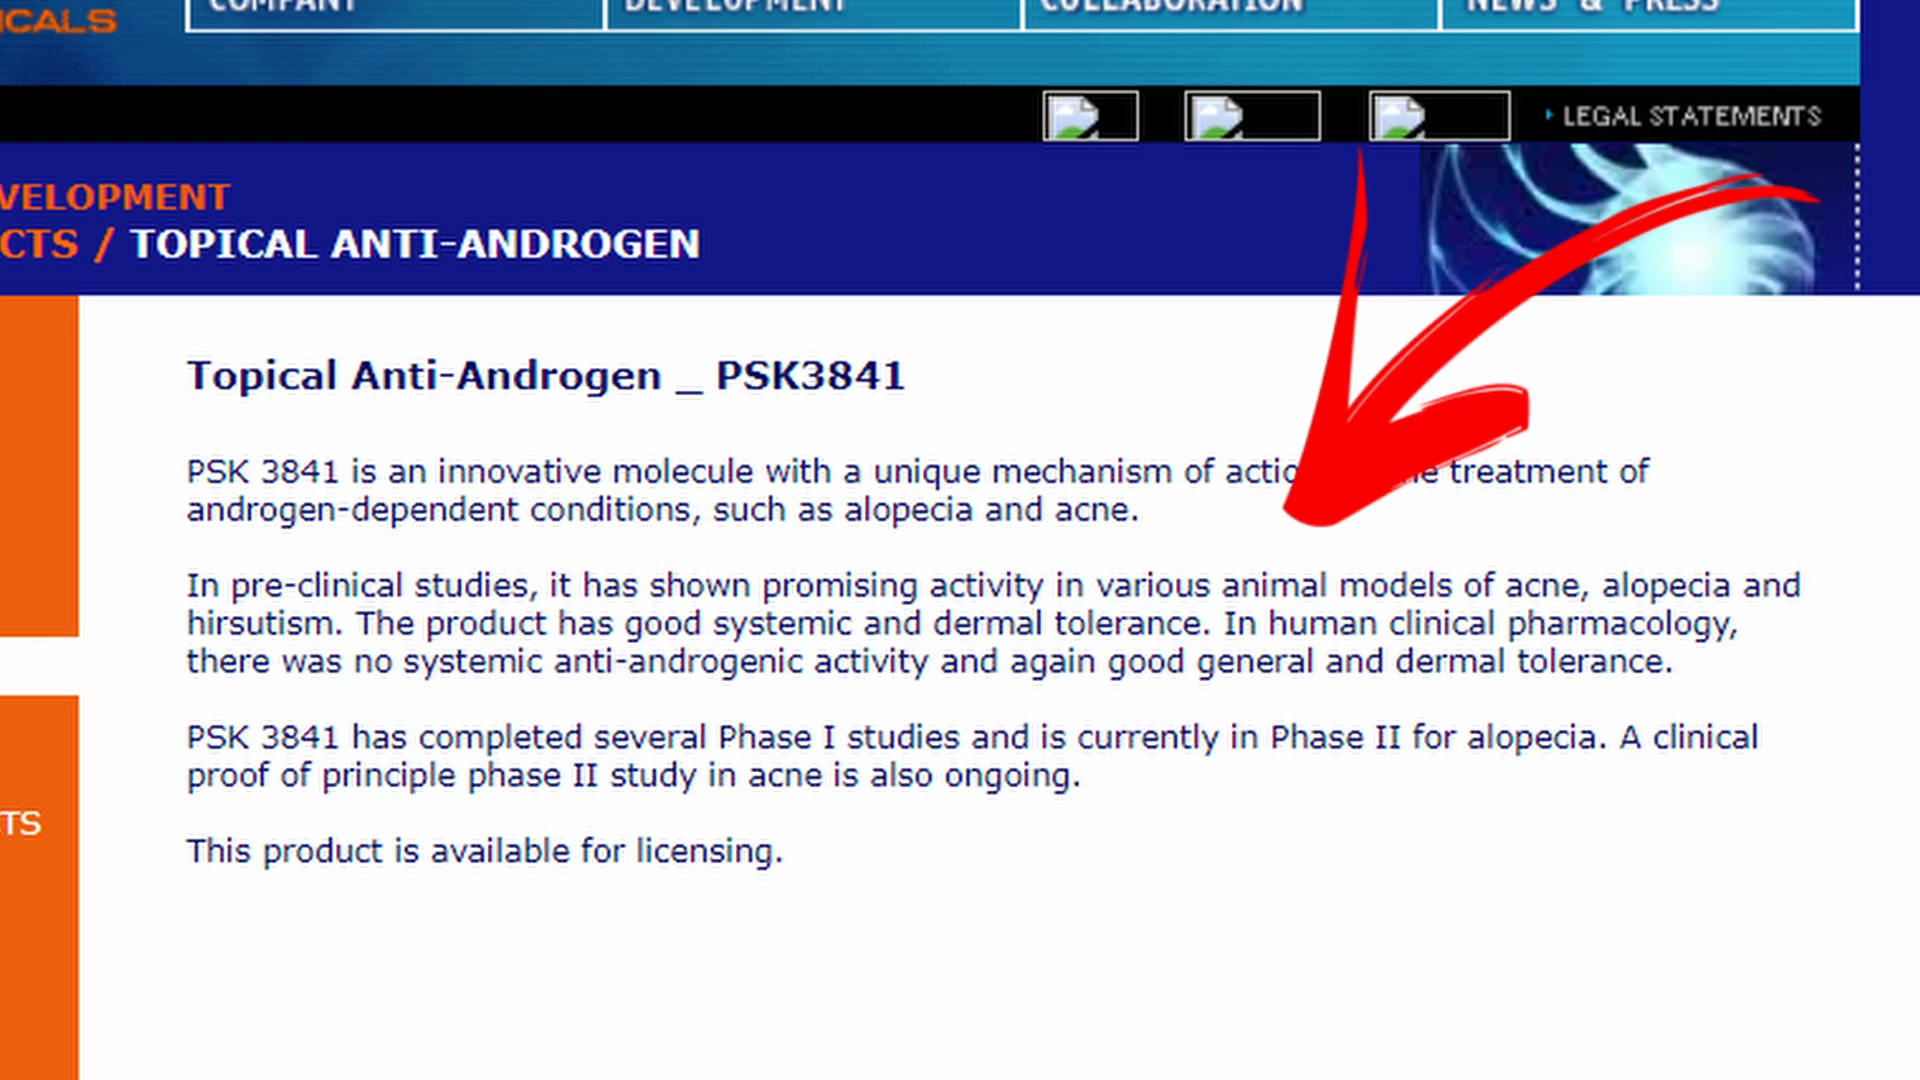 ICALS
COMPANY
DEVELOPMENT
COLLABORATION
NEWS & PRESS
LEGAL STATEMENTS
VELOPMENT
CTS / TOPICAL ANTI-ANDROGEN
Topical Anti-Androgen _ PSK3841
PSK 3841 is an innovative molecule with a unique mechanism of treatment of
androgen-dependent conditions, such as alopecia and acne.
In pre-clinical studies, it has shown promising activity in various animal models of acne, alopecia and
hirsutism. The product has good systemic and dermal tolerance. In human clinical pharmacology,
there was no systemic anti-androgenic activity and again good general and dermal tolerance.
PSK 3841 has completed several Phase I studies and is currently in Phase II for alopecia. A clinical
proof of principle phase II study in acne is also ongoing.
TS
This product is available for licensing.